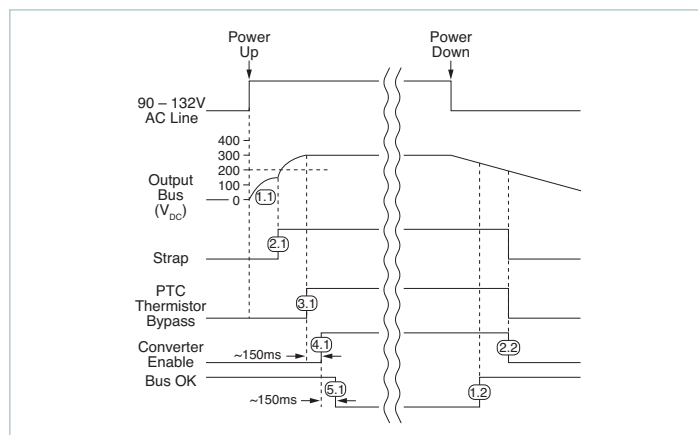 Power
Up
Power
Down
90 – 132V
AC Line
400
300
200
100
0
Output
Bus
(VDC)
1.1
2.1
Strap
PTC
Thermistor
Bypass
3.1
Converter
Enable
4.1
2.2
~150ms
Bus OK
5.1
1.2
~150ms